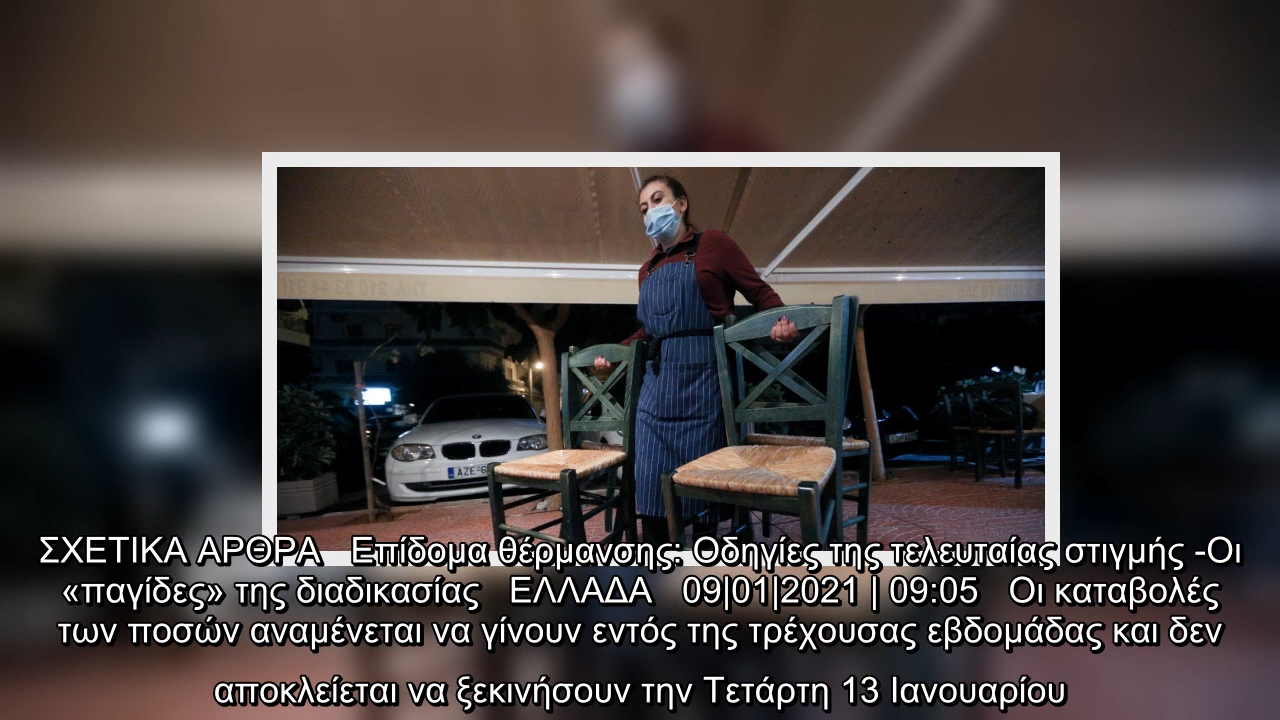 ΑΖΕ-6
ΣΧΕΤΙΚΑ ΑΡΘΡΑ Επίδομα θέρμανσης: Οδηγίες της τελευταίας στιγμής -Οι
«παγίδες» της διαδικασίας ΕΛΛΑΔΑ 09|01|2021 | 09:05 Οι καταβολές
των ποσών αναμένεται να γίνουν εντός της τρέχουσας εβδομάδας και δεν
αποκλείεται να ξεκινήσουν την Τετάρτη 13 Ιανουαρίου